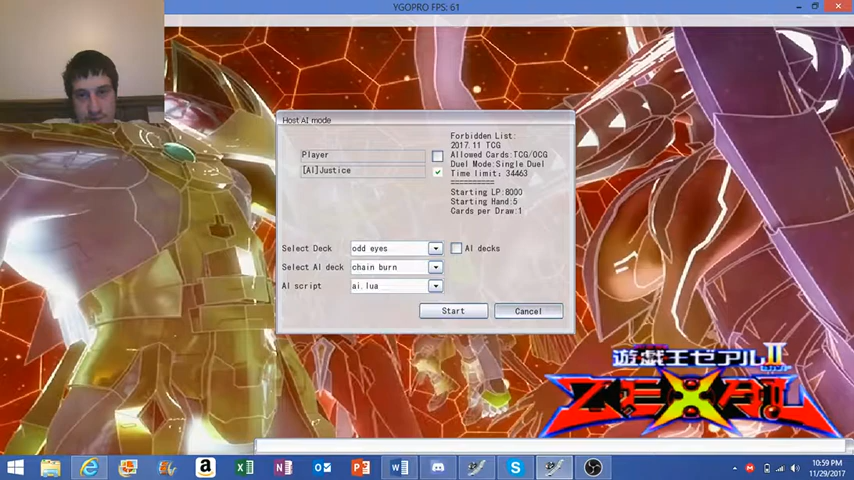 YGOPRO FPS: 61
Host AI mode
Player
[AI]Justice
Forbidden List:
2017.11 TCG
Allowed Cards:TCG/OCG
Duel Mode:Single Duel
Time limit: 34463
==========
Starting LP:8000
Starting Hand:5
Cards per Draw:1
Select Deck odd eyes AI decks
Select AI deck chain burn
AI script ai.lua
Start Cancel
遊戯王ゼアルII
ZEXAL
10:59 PM
11/29/2017